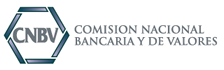 CNBV
COMISION NACIONAL
BANCARIA Y DE VALORES